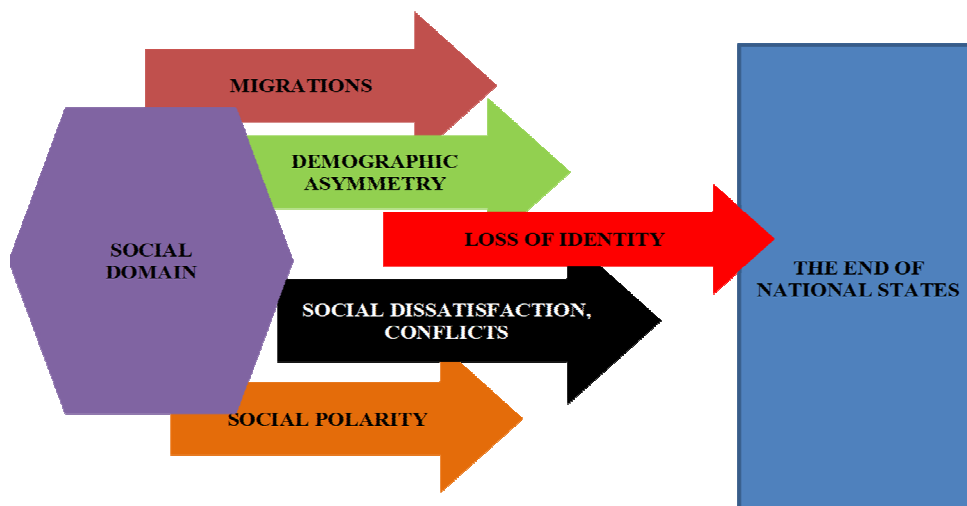 MIGRATIONS
DEMOGRAPHIC
ASYMMETRY
LOSS OF IDENTITY
SOCIAL
DOMAIN
THE END OF
NATIONAL STATES
SOCIAL DISSATISFACTION,
CONFLICTS
SOCIAL POLARITY